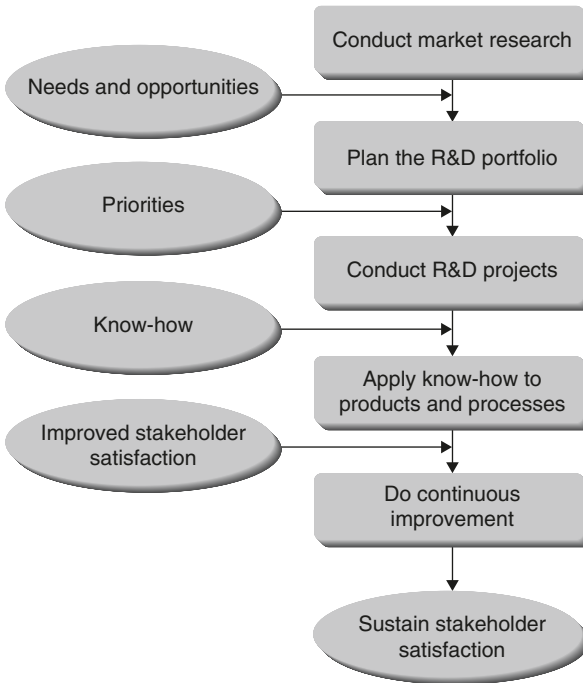 Conduct market research
Needs and opportunities
Plan the R&D portfolio
Priorities
Conduct R&D projects
Know-how
Apply know-how to
products and processes
Improved stakeholder
satisfaction
Do continuous
improvement
Sustain stakeholder
satisfaction